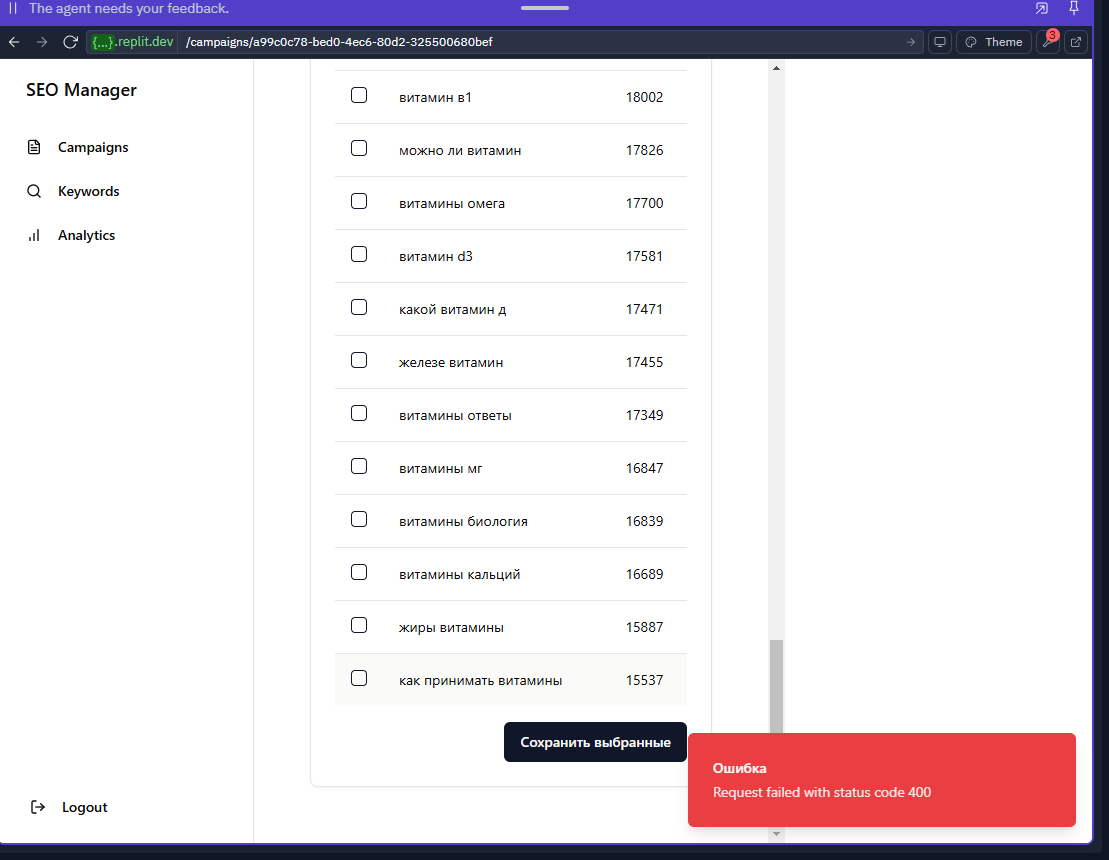 The agent needs your feedback.
{...}.replit.dev /campaigns/a99c0c78-bed0-4ec6-80d2-325500680bef Theme 3
SEO Manager
Campaigns
Keywords
Analytics
витамин в1 18002
можно ли витамин 17826
витамины омега 17700
витамин d3 17581
какой витамин д 17471
железе витамин 17455
витамины ответы 17349
витамины мг 16847
витамины биология 16839
витамины кальций 16689
жиры витамины 15887
как принимать витамины 15537
Сохранить выбранные
Ошибка
Request failed with status code 400
Logout